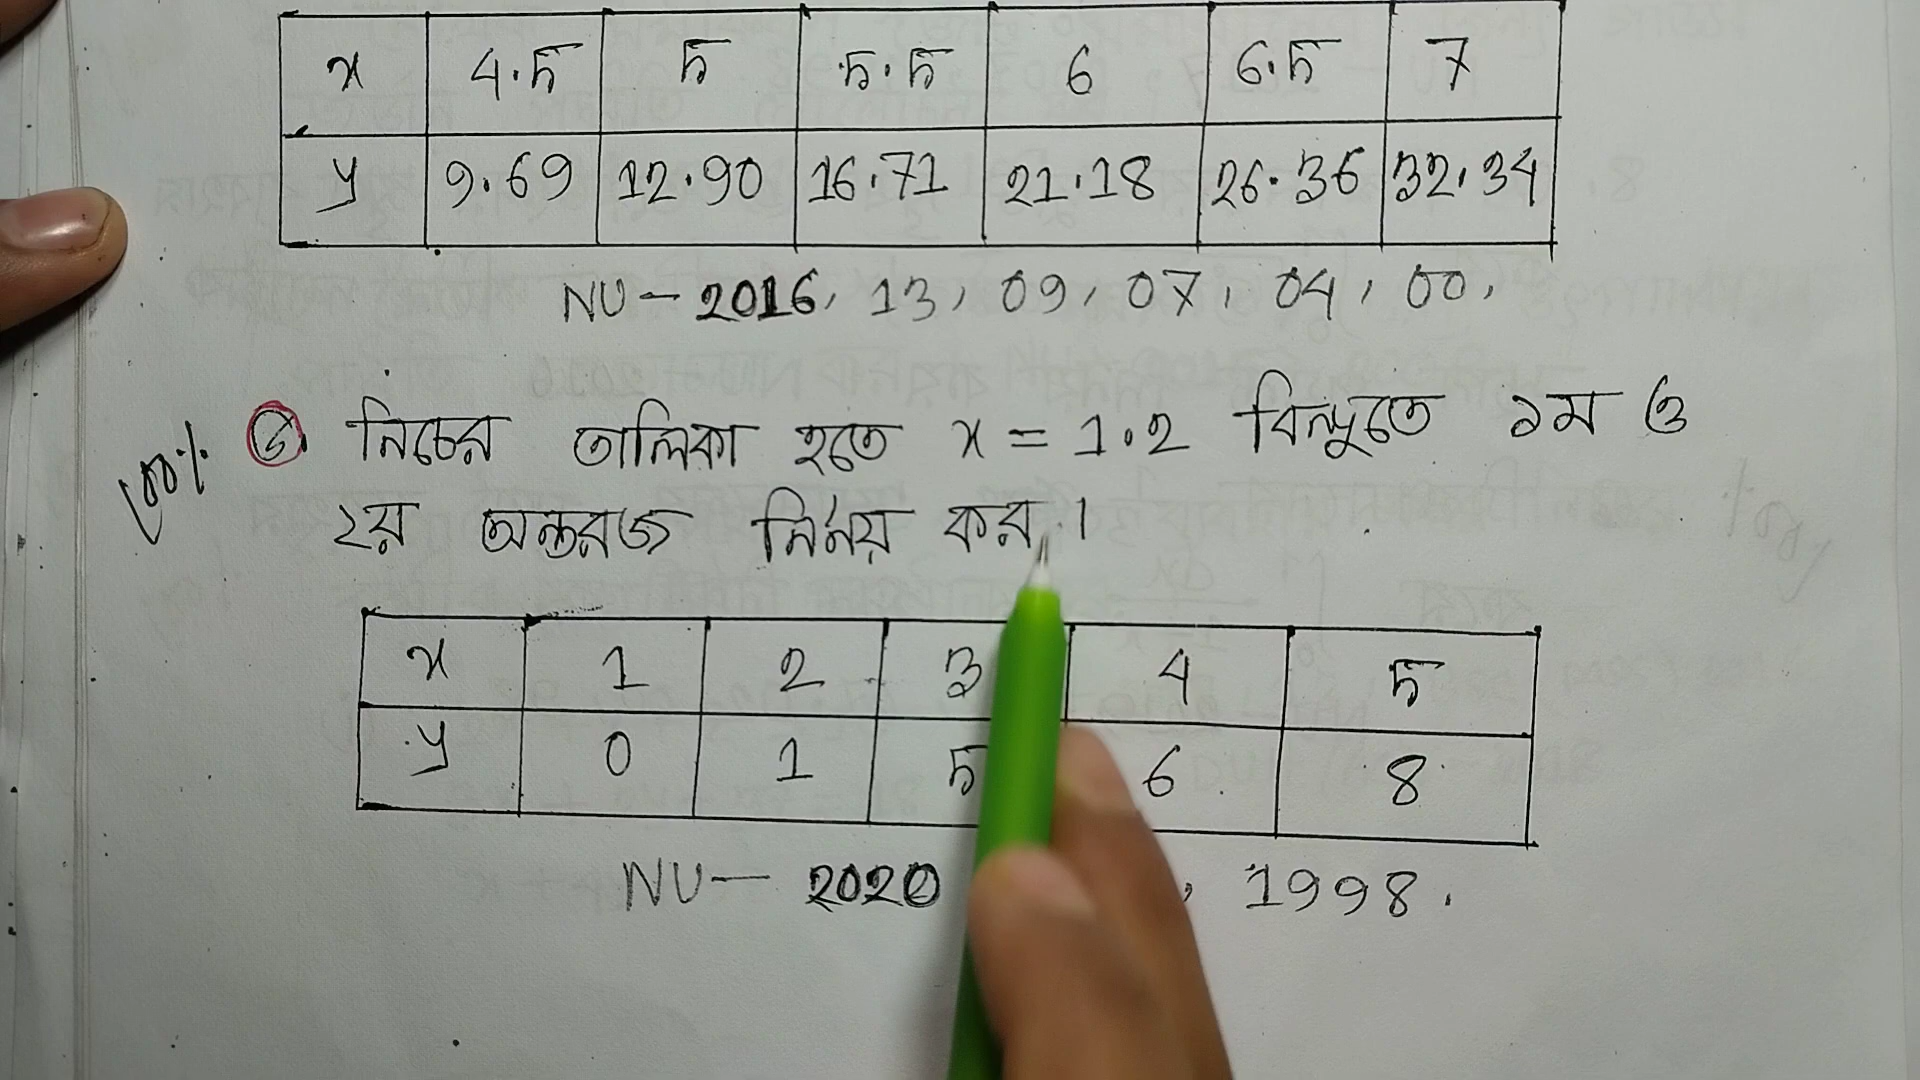 x 4.5 5 5.5 6 6.5 7
y 9.69 12.90 16.71 21.18 26.36 32.34
NU - 2016, 13, 09, 07, 04, 00.
100% ৬. নিচের তালিকা হতে x = 1.2 বিন্দুতে ১ম ও
২য় অন্তরজ নির্ণয় কর।
x 1 2 3 4 5
y 0 1 5 6 8
NU - 2020 , 1998.